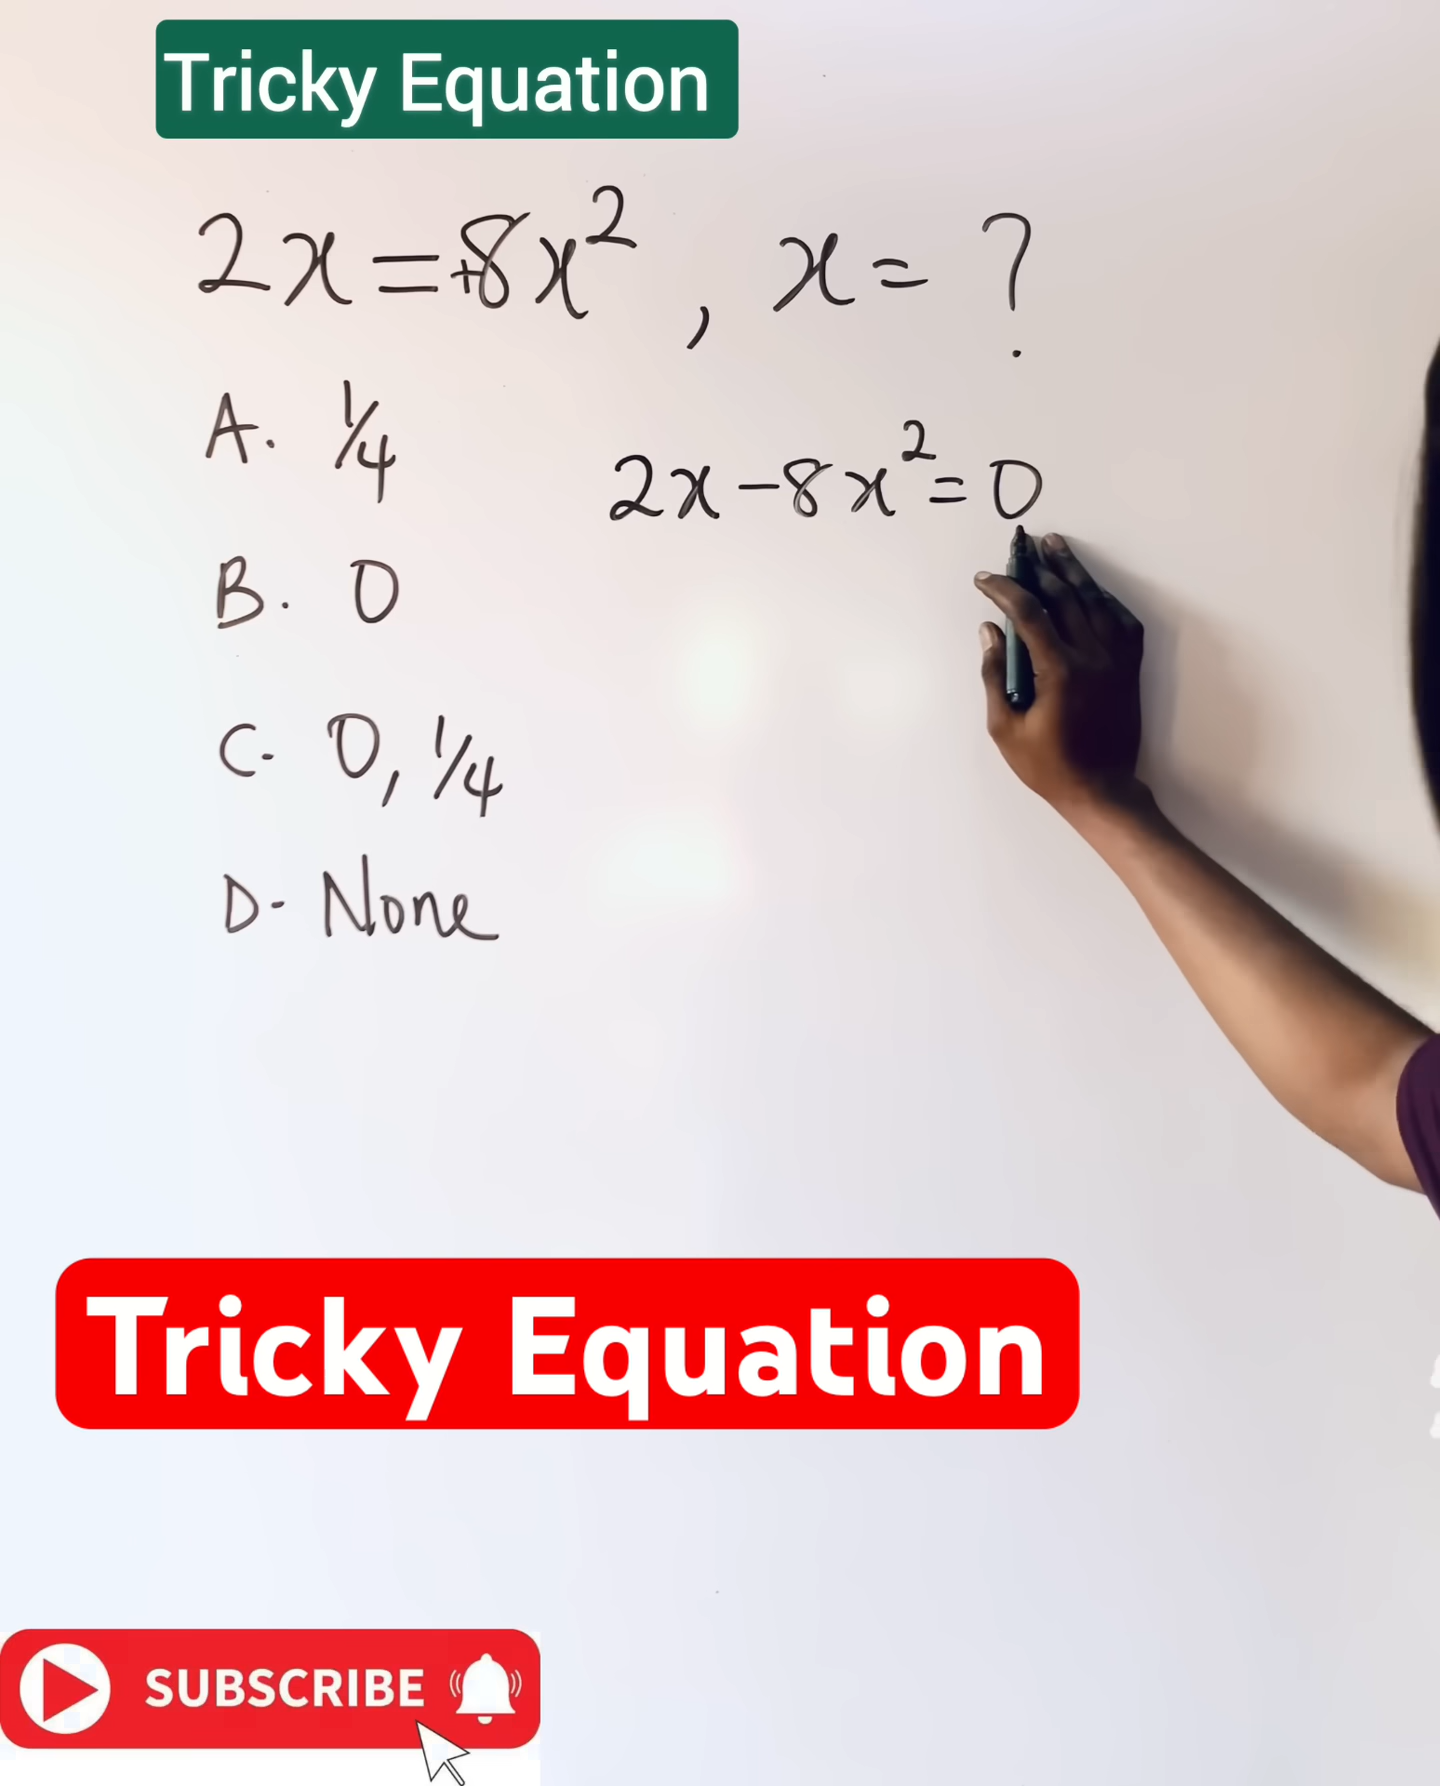 Tricky Equation
2x=+8x², x= ?
A. 1/4
2x-8x²=0
B. 0
C. 0, 1/4
D. None
Tricky Equation
SUBSCRIBE